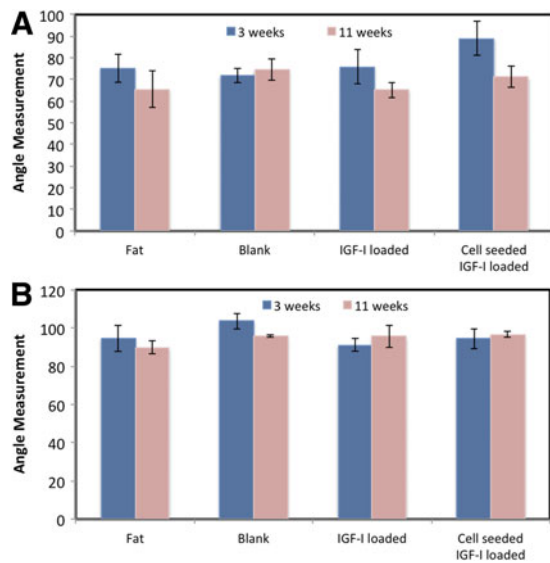 A
100
90
80
70
60
50
40
30
20
10
0
Angle Measurement
3 weeks 11 weeks
Fat Blank IGF-I loaded Cell seeded
IGF-I loaded
B
120
100
80
60
40
20
0
Angle Measurement
3 weeks 11 weeks
Fat Blank IGF-I loaded Cell seeded
IGF-I loaded